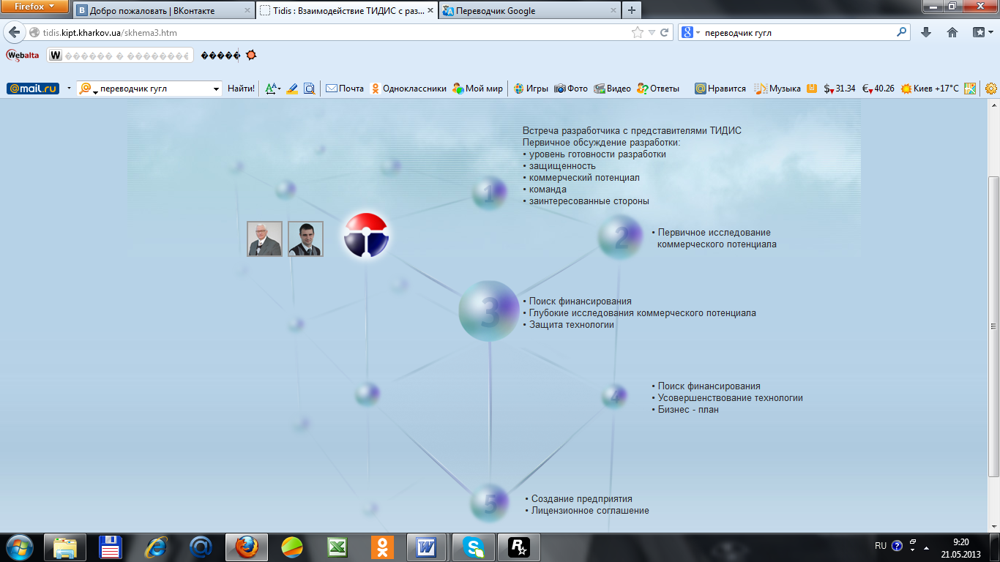 Firefox
Добро пожаловать | ВКонтакте
Tidis : Взаимодействие ТИДИС с раз...
Переводчик Google
tidis.kipt.kharkov.ua/skhema3.htm
переводчик гугл
Webalta
W ������ � ��������
�����
@mail.ru
переводчик гугл
Найти!
Почта
Одноклассники
Мой мир
Игры
Фото
Видео
Ответы
Нравится
Музыка
$ 31.34
€ 40.26
Киев +17°C
Встреча разработчика с представителями ТИДИС
Первичное обсуждение разработки:
• уровень готовности разработки
• защищенность
• коммерческий потенциал
• команда
• заинтересованные стороны
1
2
• Первичное исследование
коммерческого потенциала
3
• Поиск финансирования
• Глубокие исследования коммерческого потенциала
• Защита технологии
4
• Поиск финансирования
• Усовершенствование технологии
• Бизнес - план
5
• Создание предприятия
• Лицензионное соглашение
RU
9:20
21.05.2013